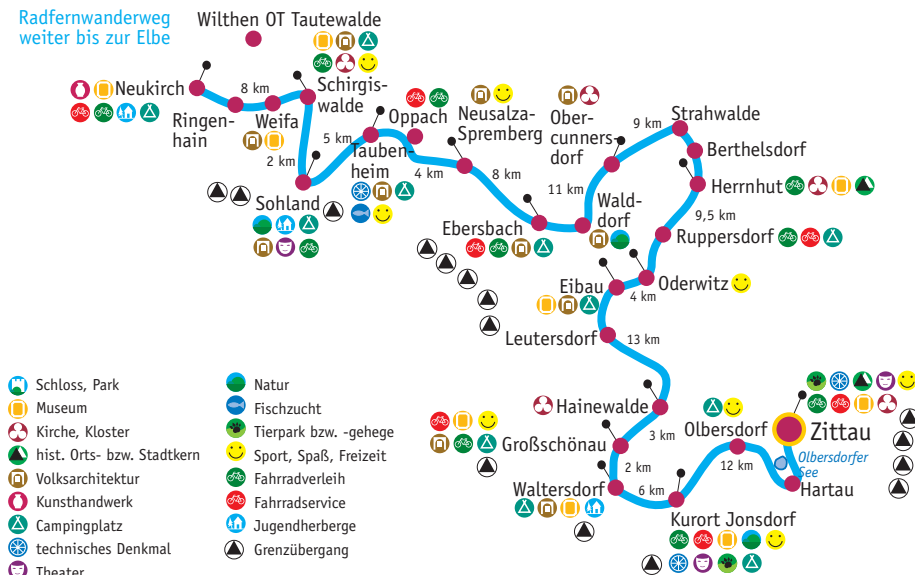 Radfernwanderweg
weiter bis zur Elbe
Wilthen OT Tautewalde
Neukirch
8 km
Schirgis-
walde
Ringen-
hain
Weifa
5 km
Oppach
Tauben-
heim
2 km
Sohland
4 km
Neusalza-
Spremberg
8 km
Ober-
cunners-
dorf
9 km
Strahwalde
Berthelsdorf
Herrnhut
11 km
Wald-
dorf
Ebersbach
9,5 km
Ruppersdorf
Eibau
4 km
Oderwitz
Leutersdorf
13 km
Hainewalde
3 km
Großschönau
2 km
Waltersdorf
6 km
Kurort Jonsdorf
Olbersdorf
12 km
Zittau
Olbersdorfer
See
Hartau
Schloss, Park
Museum
Kirche, Kloster
hist. Orts- bzw. Stadtkern
Volksarchitektur
Kunsthandwerk
Campingplatz
technisches Denkmal
Theater
Natur
Fischzucht
Tierpark bzw. -gehege
Sport, Spaß, Freizeit
Fahrradverleih
Fahrradservice
Jugendherberge
Grenzübergang